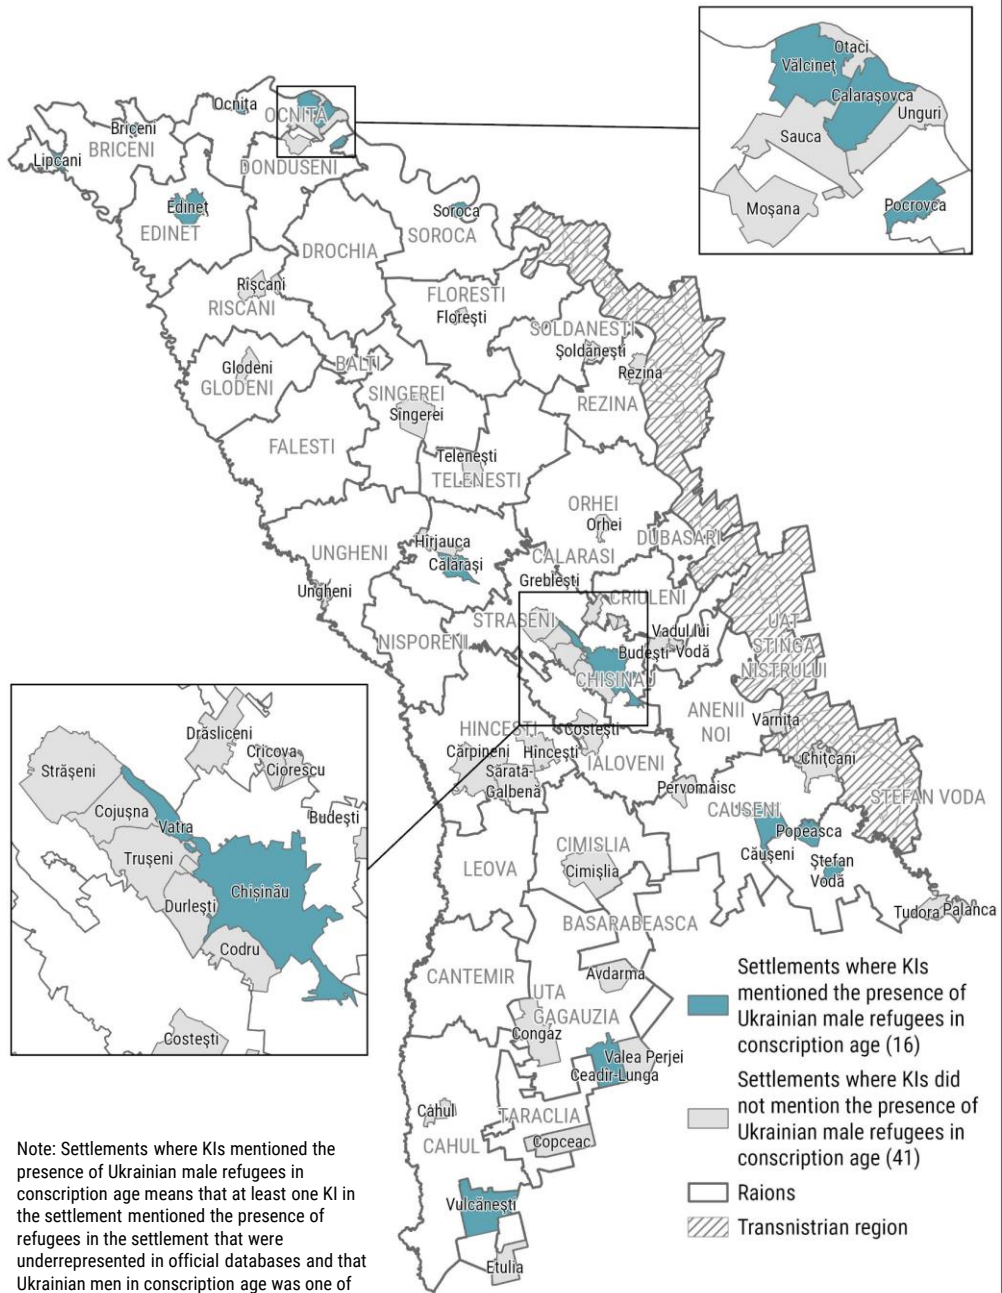 Otaci
Vălcineț
Calarașovca
Unguri
Sauca
Moșana
Pocrovca
Ocnița
OCNITA
Briceni
BRICENI
Lipcani
DONDUSENI
Edineț
EDINET
Soroca
SOROCA
DROCHIA
Rîșcani
RISCANI
FLORESTI
Florești
SOLDANESTI
Șoldănești
Rezina
REZINA
Glodeni
GLODENI
BALTI
SINGEREI
Sîngerei
FALESTI
Telenești
TELENESTI
ORHEI
Orhei
DUBASARI
UNGHENI
Hîrjauca
Călărași
CALARASI
Ungheni
Greblești
CRIULENI
STRASENI
NISPORENI
Vadul lui
Budești Vodă
CHISINAU
UAT
STINGA
NISTRULUI
ANENII
NOI
Varnița
HINCESTI
Costești
Cărpineni
Hîncești
IALOVENI
Sărata-
Galbenă
Pervomaisc
Chițcani
CAUSENI
STEFAN VODA
Popeasca
Căușeni
Ștefan
Vodă
Tudora
Palanca
Strășeni
Drăsliceni
Cricova
Ciorescu
Cojușna
Vatra
Budești
Trușeni
Chișinău
Durlești
Codru
Costești
LEOVA
CIMISLIA
Cimișlia
BASARABEASCA
CANTEMIR
Avdarma
UTA
GAGAUZIA
Congaz
Valea Perjei
Ceadîr-Lunga
Cahul
CAHUL
TARACLIA
Copceac
Vulcănești
Etulia
Settlements where KIs
mentioned the presence of
Ukrainian male refugees in
conscription age (16)
Settlements where KIs did
not mention the presence of
Ukrainian male refugees in
conscription age (41)
Raions
Transnistrian region
Note: Settlements where KIs mentioned the
presence of Ukrainian male refugees in
conscription age means that at least one KI in
the settlement mentioned the presence of
refugees in the settlement that were
underrepresented in official databases and that
Ukrainian men in conscription age was one of